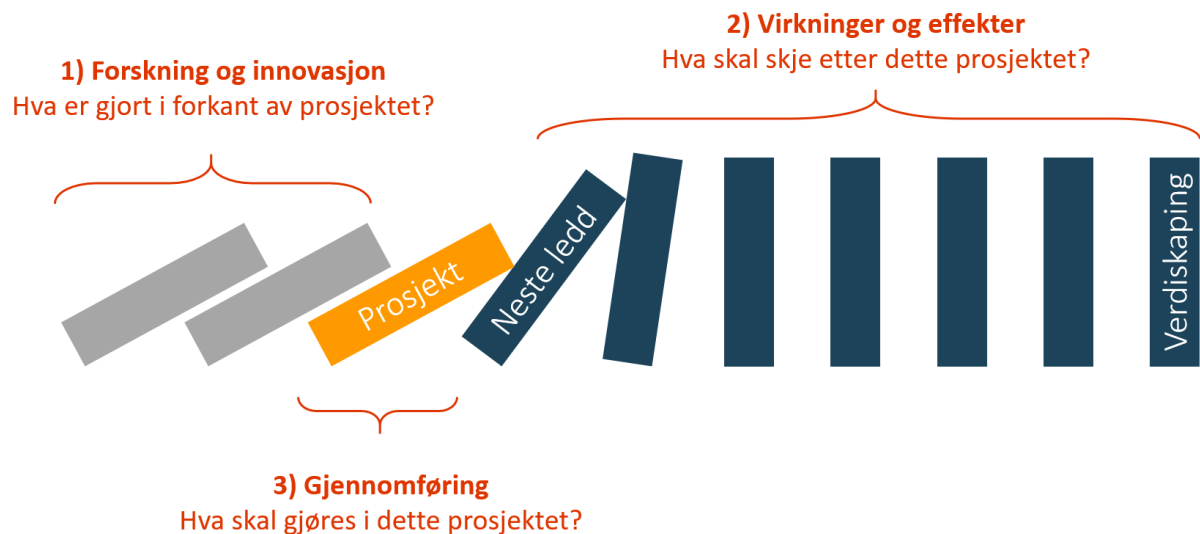 1) Forskning og innovasjon
Hva er gjort i forkant av prosjektet?
2) Virkninger og effekter
Hva skal skje etter dette prosjektet?
Prosjekt
Neste ledd
Verdiskaping
3) Gjennomføring
Hva skal gjøres i dette prosjektet?